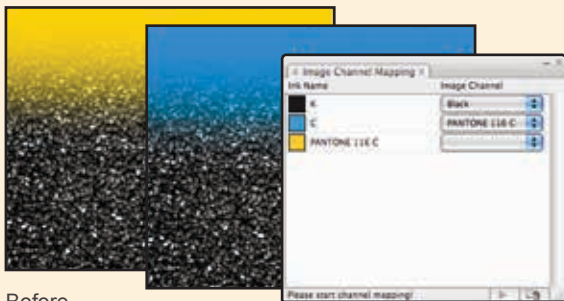 Image Channel Mapping
Ink Name Image Channel
K Black
C PANTONE 116 C
PANTONE 116 C
Please start channel mapping!
Before